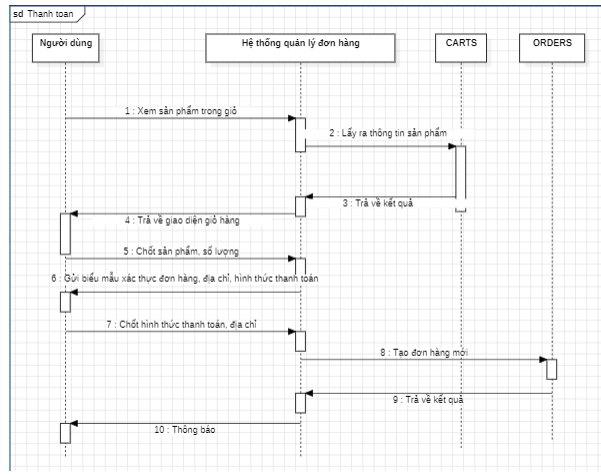 sd Thanh toan
Người dùng
Hệ thống quản lý đơn hàng
CARTS
ORDERS
1 : Xem sản phẩm trong giỏ
2 : Lấy ra thông tin sản phẩm
3 : Trả về kết quả
4 : Trả về giao diện giỏ hàng
5 : Chốt sản phẩm, số lượng
6 : Gửi biểu mẫu xác thực đơn hàng, địa chỉ, hình thức thanh toán
7 : Chốt hình thức thanh toán, địa chỉ
8 : Tạo đơn hàng mới
9 : Trả về kết quả
10 : Thông báo